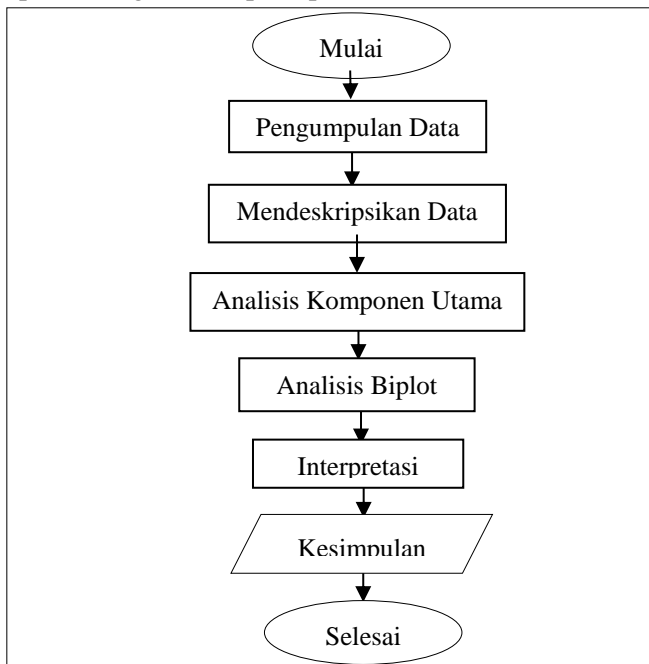 Mulai
Pengumpulan Data
Mendeskripsikan Data
Analisis Komponen Utama
Analisis Biplot
Interpretasi
Kesimpulan
Selesai